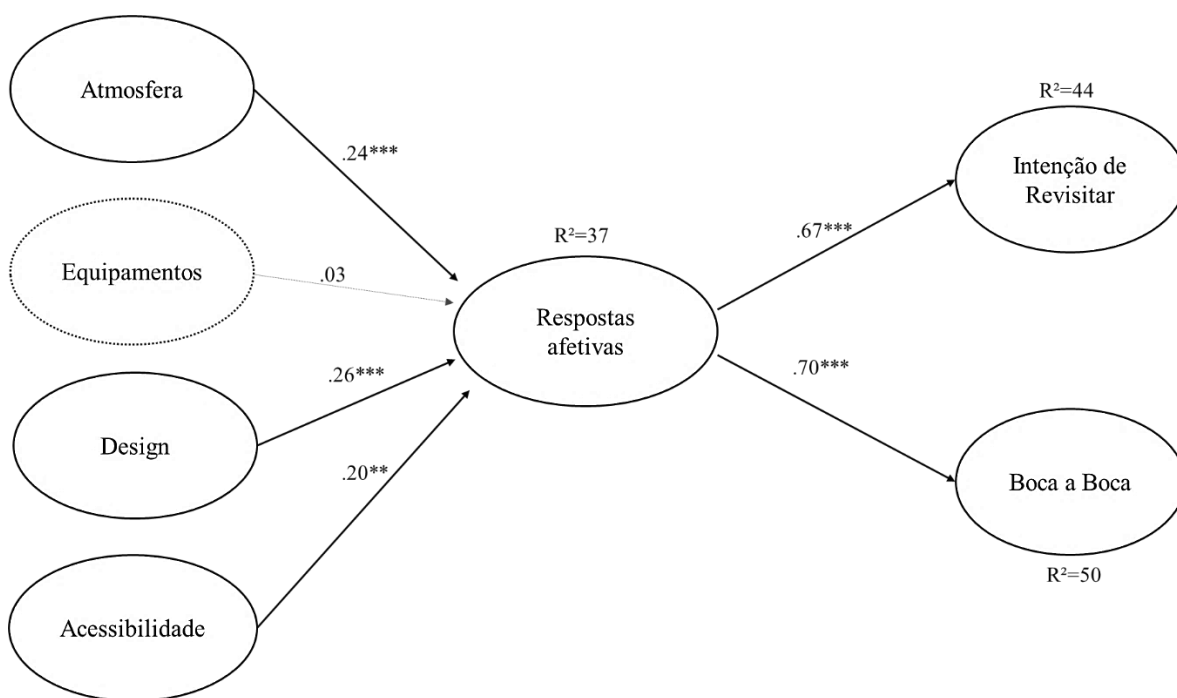 Atmosfera
R²=44
.24***
Intenção de
Revisitar
R²=37
.67***
Equipamentos
.03
Respostas
afetivas
.26***
.70***
Design
.20**
Boca a Boca
R²=50
Acessibilidade